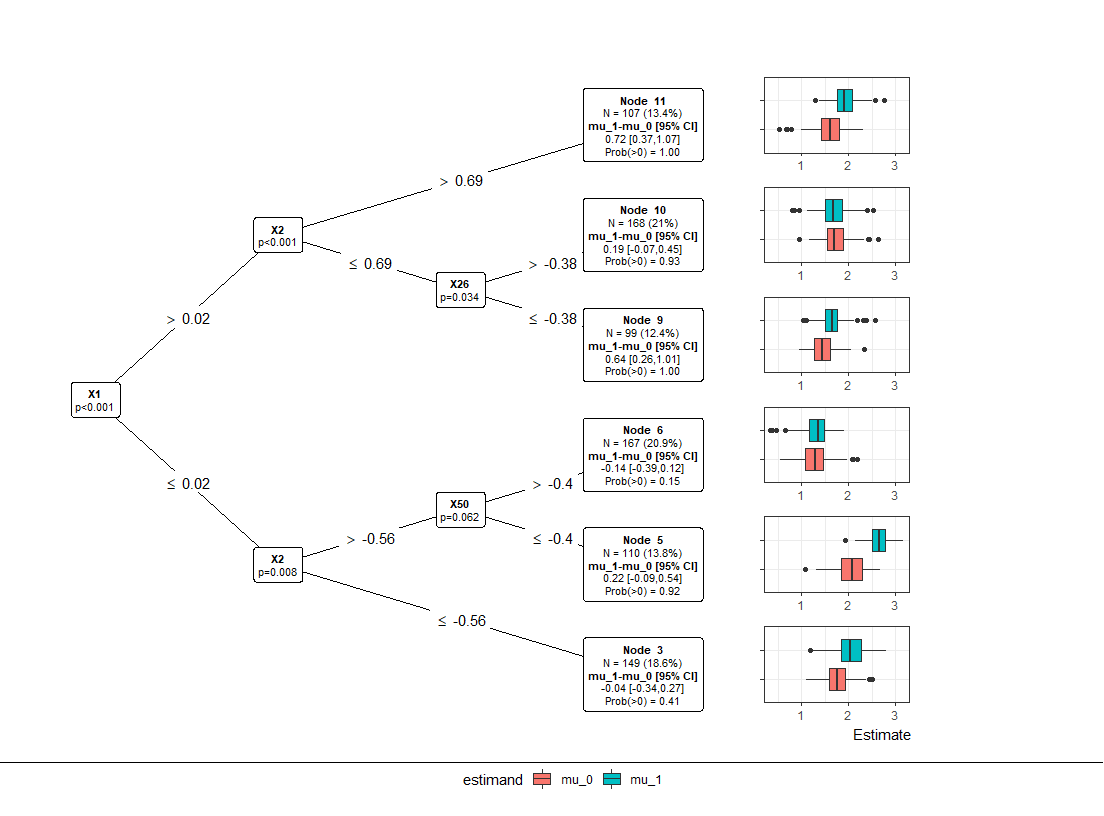 Node 11
N = 107 (13.4%)
mu_1-mu_0 [95% CI]
0.72 [0.37,1.07]
Prob(>0) = 1.00
1 2 3
> 0.69
Node 10
N = 168 (21%)
mu_1-mu_0 [95% CI]
0.19 [-0.07,0.45]
Prob(>0) = 0.93
1 2 3
X2
p<0.001
≤ 0.69
> -0.38
X26
p=0.034
> 0.02
≤ -0.38
Node 9
N = 99 (12.4%)
mu_1-mu_0 [95% CI]
0.64 [0.26,1.01]
Prob(>0) = 1.00
1 2 3
X1
p<0.001
Node 6
N = 167 (20.9%)
mu_1-mu_0 [95% CI]
-0.14 [-0.39,0.12]
Prob(>0) = 0.15
1 2 3
≤ 0.02
> -0.4
X50
p=0.062
> -0.56
≤ -0.4
Node 5
N = 110 (13.8%)
mu_1-mu_0 [95% CI]
0.22 [-0.09,0.54]
Prob(>0) = 0.92
1 2 3
X2
p=0.008
≤ -0.56
Node 3
N = 149 (18.6%)
mu_1-mu_0 [95% CI]
-0.04 [-0.34,0.27]
Prob(>0) = 0.41
1 2 3
Estimate
estimand mu_0 mu_1